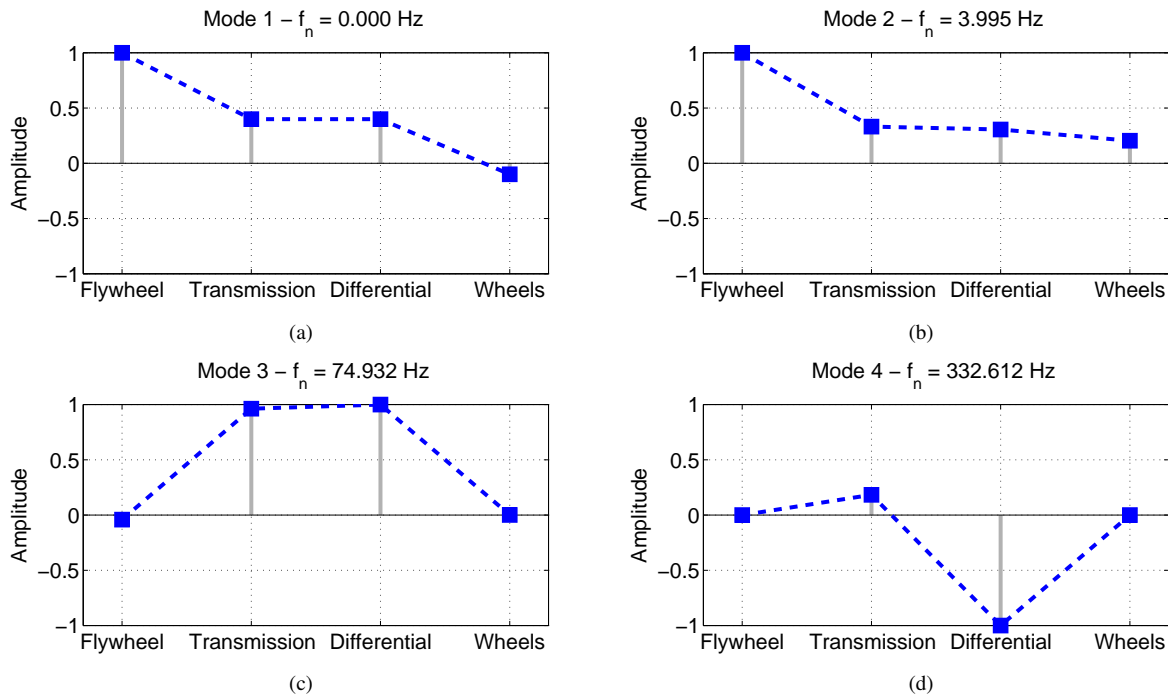 Mode 1 − f_n = 0.000 Hz
1
0.5
0
−0.5
−1
Amplitude
Flywheel Transmission Differential Wheels
(a)
Mode 2 − f_n = 3.995 Hz
1
0.5
0
−0.5
−1
Amplitude
Flywheel Transmission Differential Wheels
(b)
Mode 3 − f_n = 74.932 Hz
1
0.5
0
−0.5
−1
Amplitude
Flywheel Transmission Differential Wheels
(c)
Mode 4 − f_n = 332.612 Hz
1
0.5
0
−0.5
−1
Amplitude
Flywheel Transmission Differential Wheels
(d)